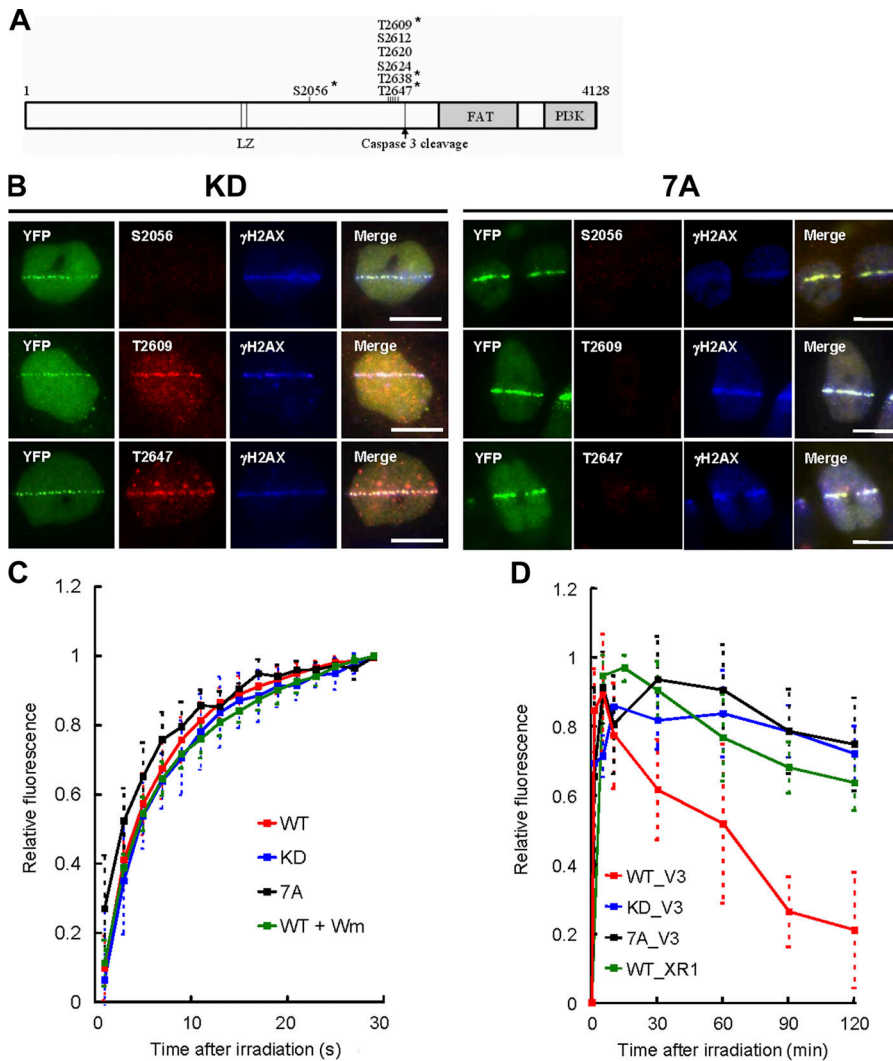 A
T2609 *
S2612
T2620
S2624
T2638 *
T2647 *
1
S2056 *
4128
FAT
PI3K
LZ
Caspase 3 cleavage
B
KD
7A
YFP S2056 γH2AX Merge
YFP S2056 γH2AX Merge
YFP T2609 γH2AX Merge
YFP T2609 γH2AX Merge
YFP T2647 γH2AX Merge
YFP T2647 γH2AX Merge
C
1.2
1
0.8
0.6
0.4
0.2
0
Relative fluorescence
WT
KD
7A
WT + Wm
0 10 20 30
Time after irradiation (s)
D
1.2
1
0.8
0.6
0.4
0.2
0
Relative fluorescence
WT_V3
KD_V3
7A_V3
WT_XR1
0 30 60 90 120
Time after irradiation (min)